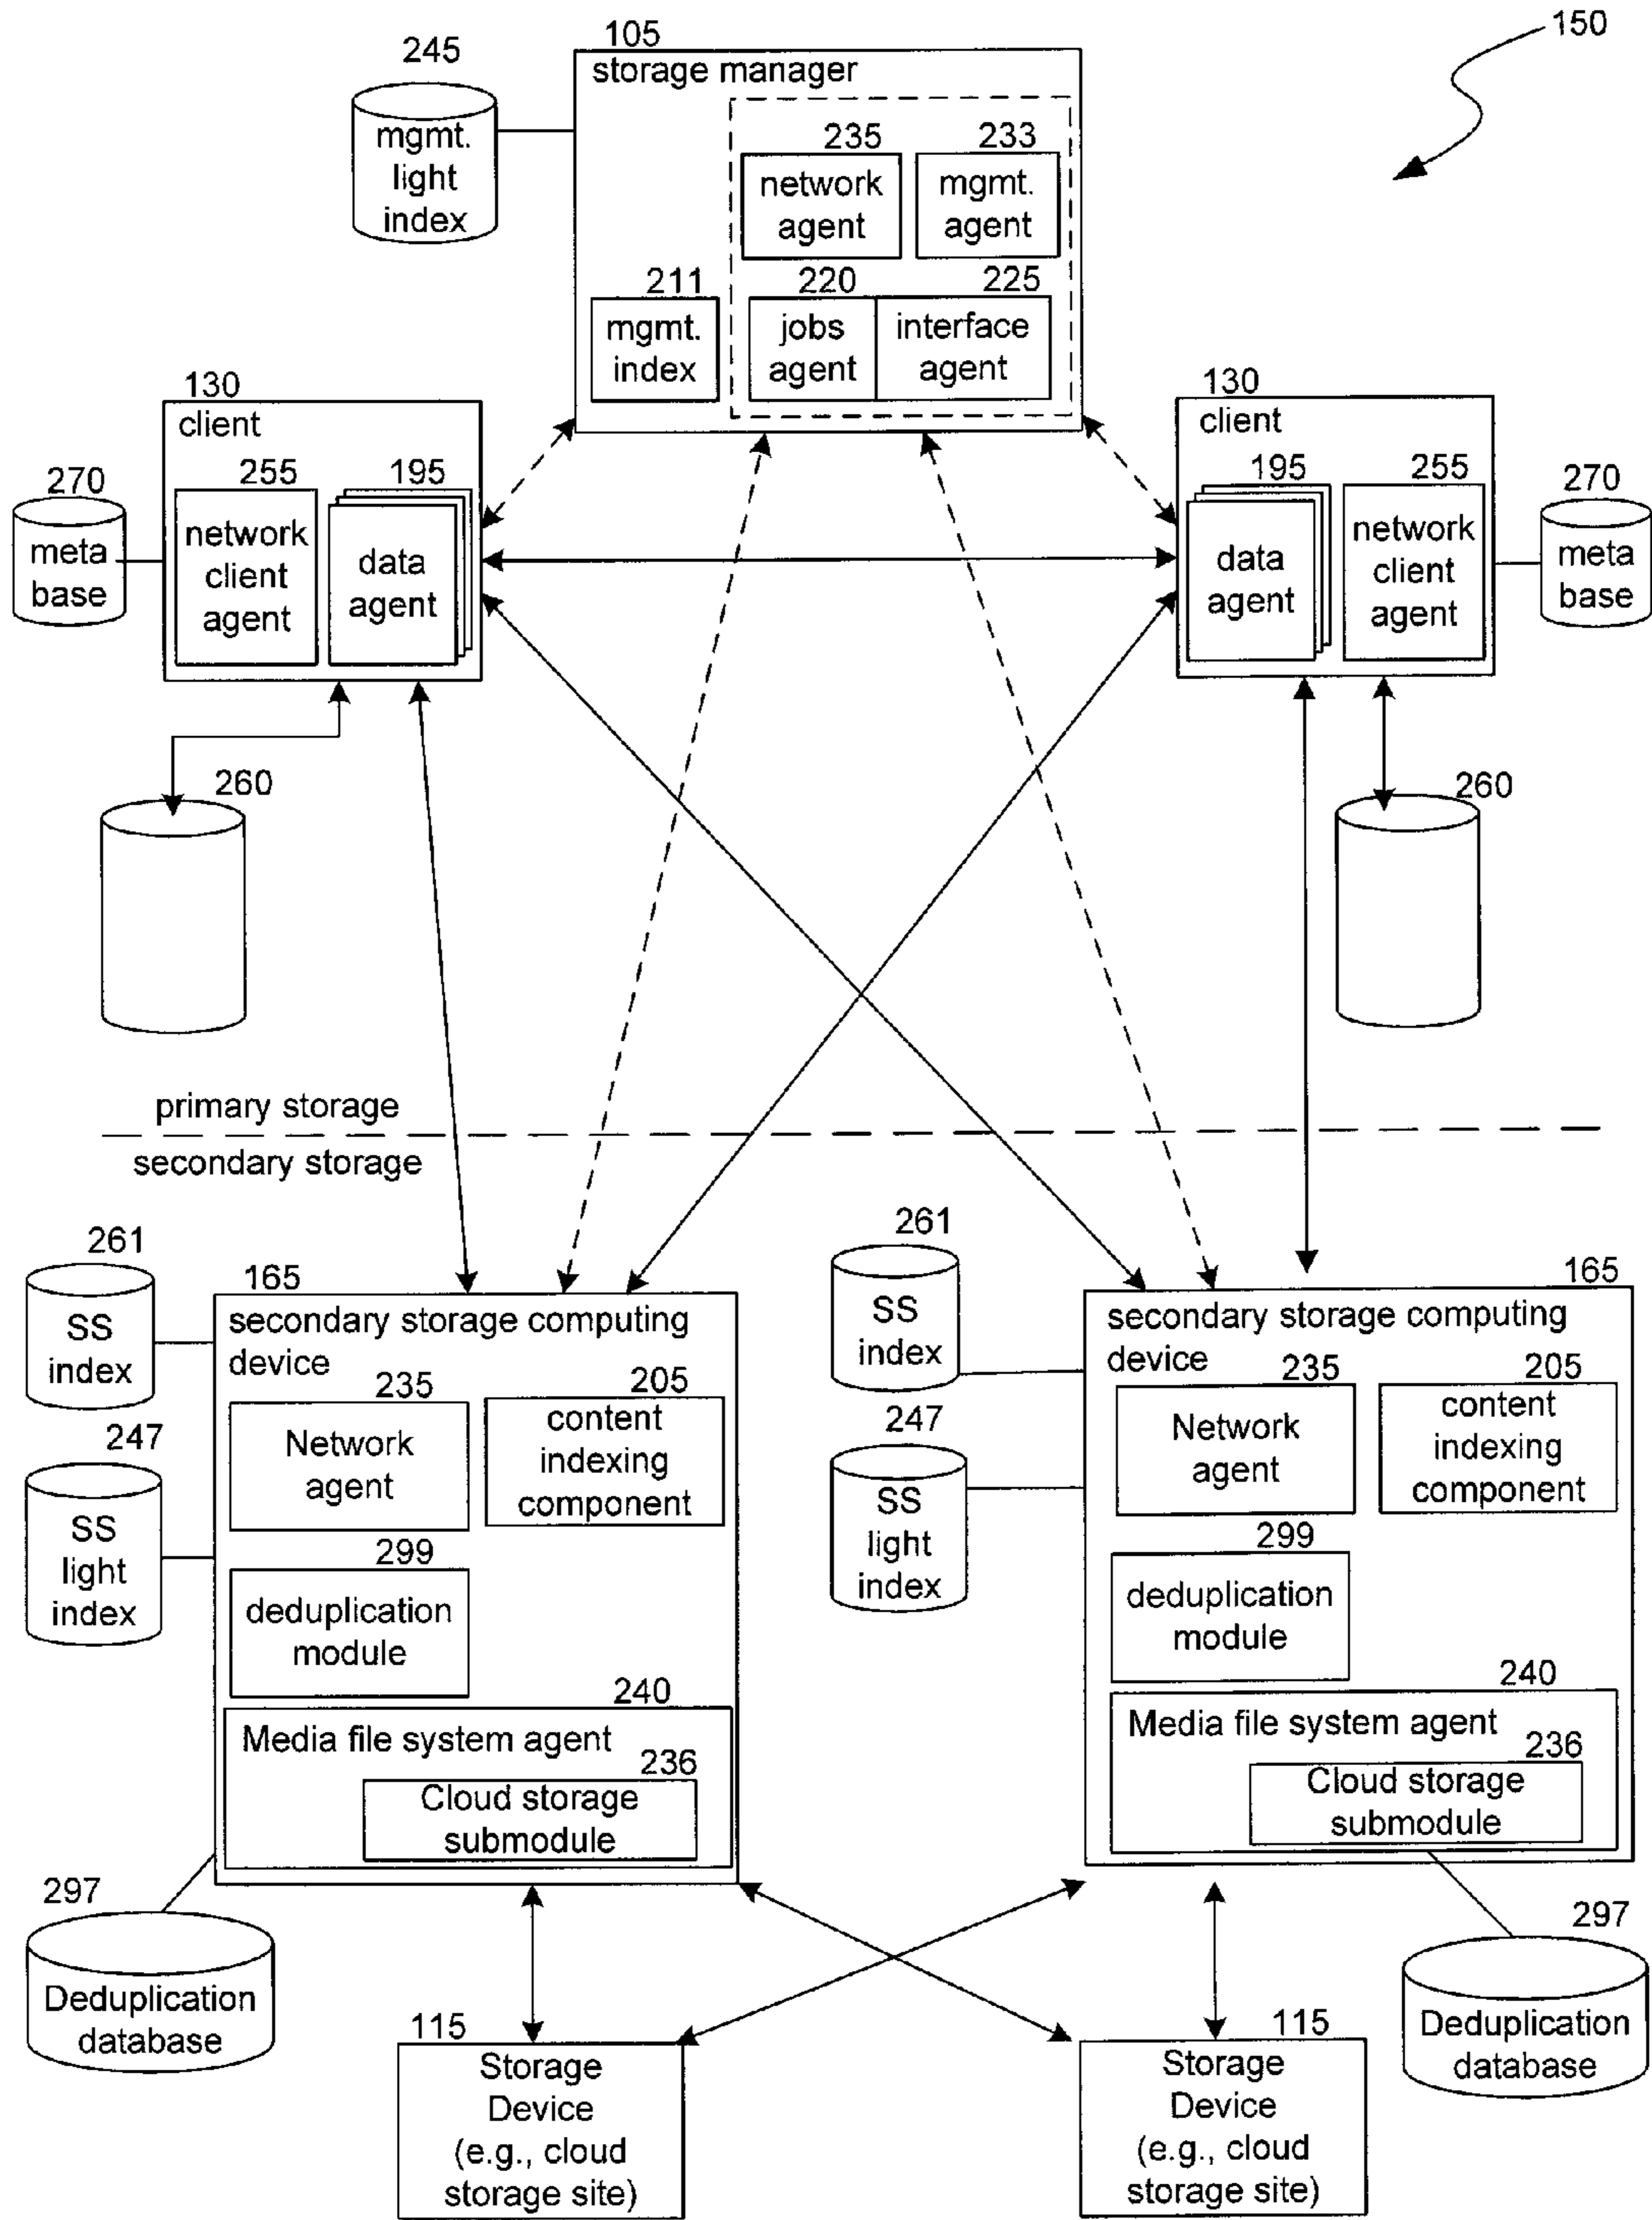 150
105
storage manager
245
mgmt.
light
index
235
network
agent
233
mgmt.
agent
211
mgmt.
index
220
jobs
agent
225
interface
agent
130
client
255
network
client
agent
195
data
agent
270
meta
base
130
client
195
data
agent
255
network
client
agent
270
meta
base
260
260
primary storage
secondary storage
261
SS
index
247
SS
light
index
165
secondary storage computing
device
235
Network
agent
205
content
indexing
component
299
deduplication
module
240
Media file system agent
236
Cloud storage
submodule
297
Deduplication
database
261
SS
index
247
SS
light
index
165
secondary storage computing
device
235
Network
agent
205
content
indexing
component
299
deduplication
module
240
Media file system agent
236
Cloud storage
submodule
297
Deduplication
database
115
Storage
Device
(e.g., cloud
storage site)
115
Storage
Device
(e.g., cloud
storage site)